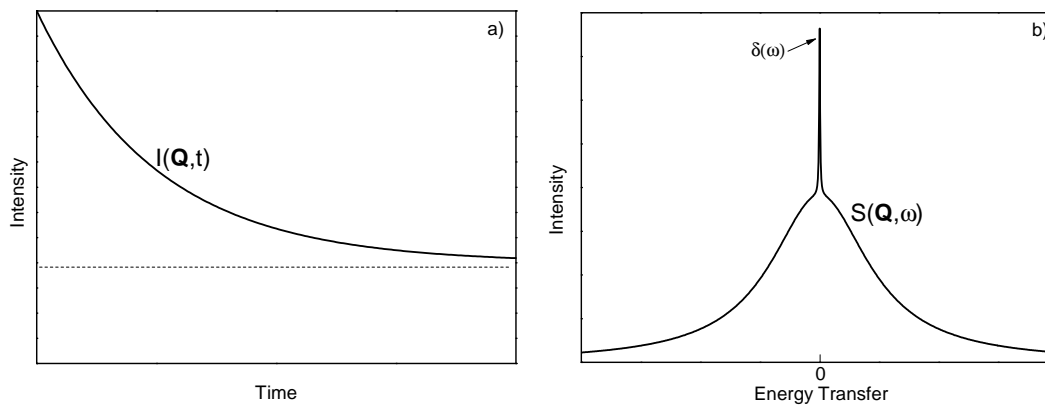 a)
I(Q,t)
Intensity
Time
b)
δ(ω)
S(Q,ω)
Intensity
0
Energy Transfer